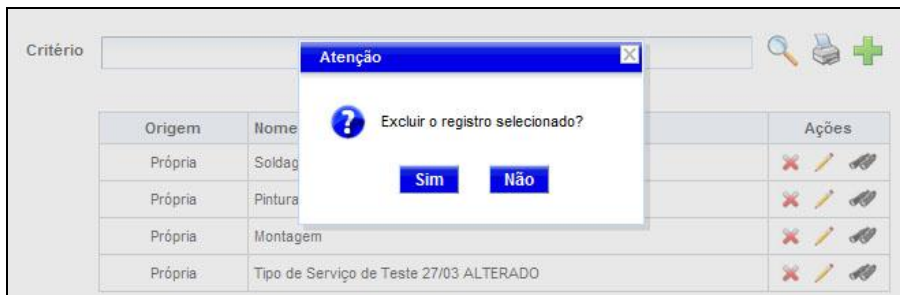 Critério
Atenção
Excluir o registro selecionado?
Sim Não
Origem Nome Ações
Própria Soldag
Própria Pintura
Própria Montagem
Própria Tipo de Serviço de Teste 27/03 ALTERADO